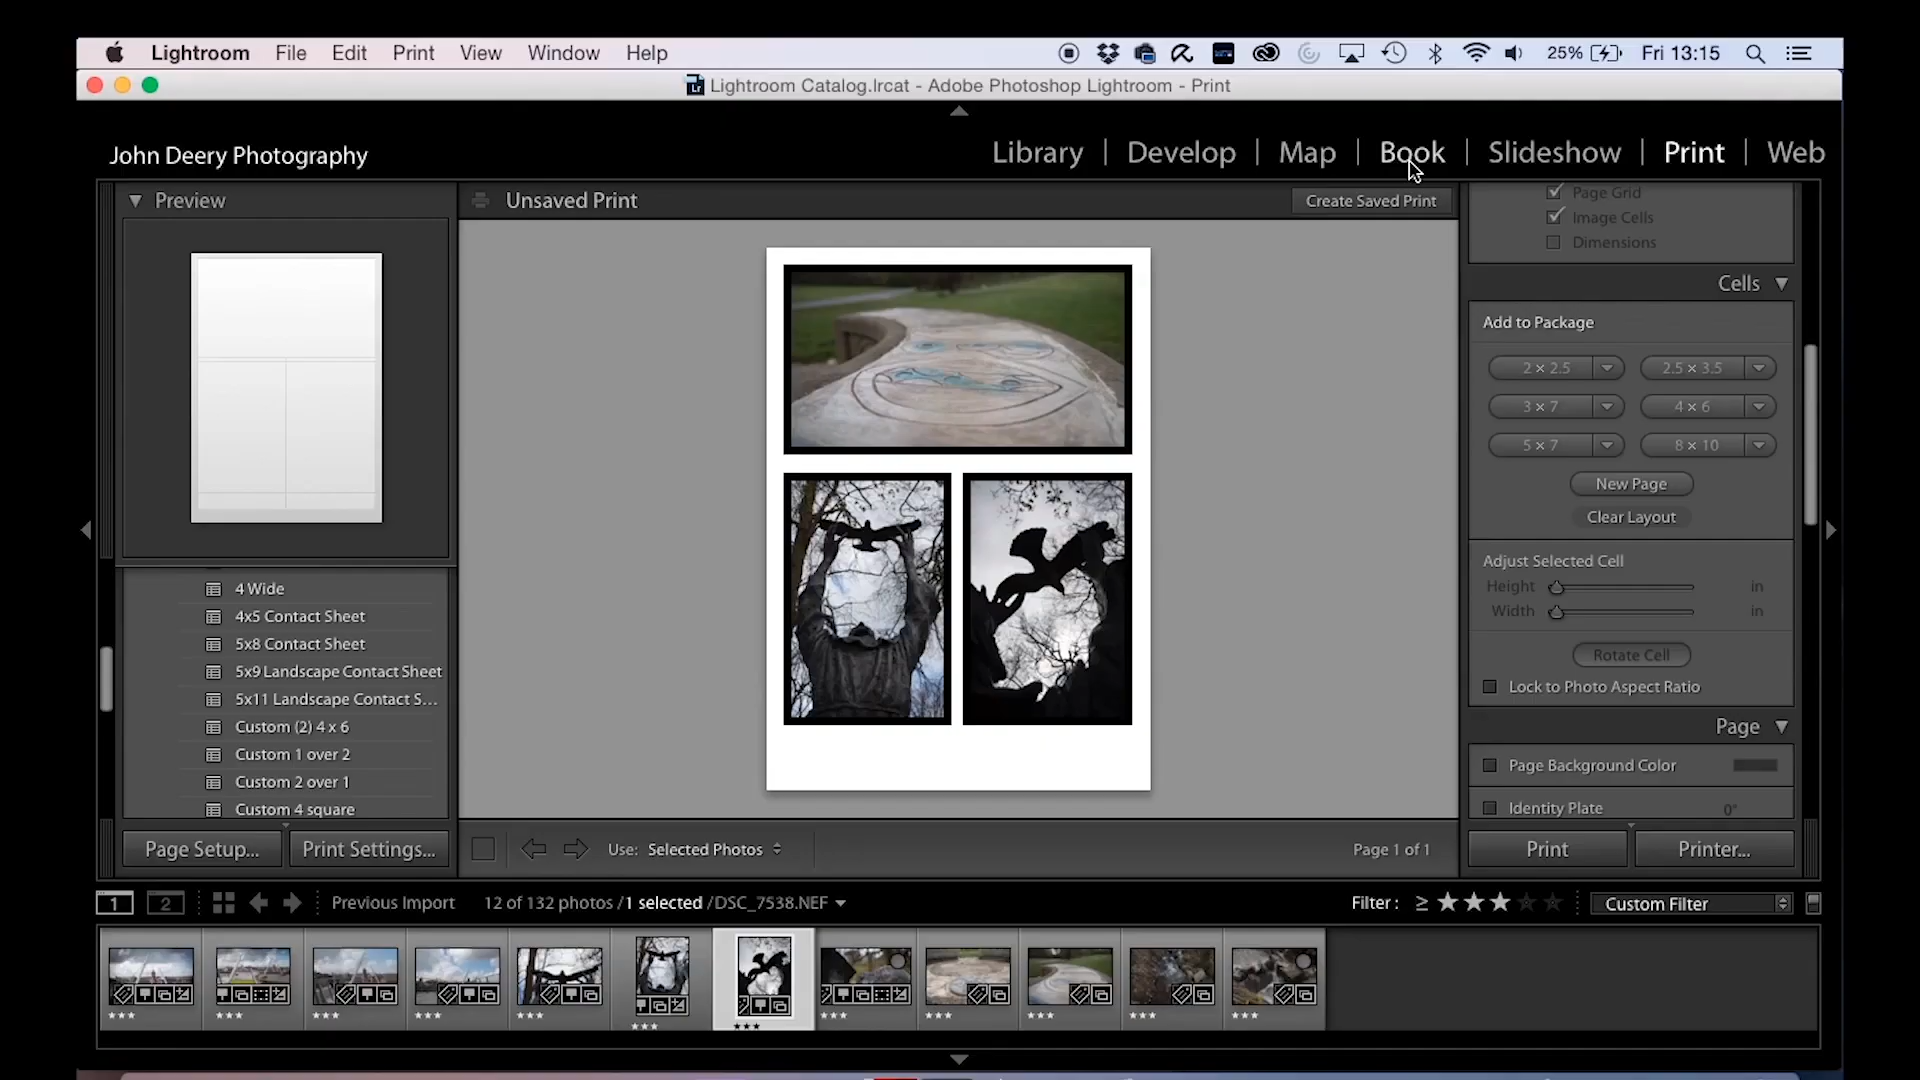 Lightroom File Edit Print View Window Help 25% Fri 13:15
Lightroom Catalog.lrcat - Adobe Photoshop Lightroom - Print
John Deery Photography
Library | Develop | Map | Book | Slideshow | Print | Web
Preview
Unsaved Print
Create Saved Print
4 Wide
4x5 Contact Sheet
5x8 Contact Sheet
5x9 Landscape Contact Sheet
5x11 Landscape Contact S...
Custom (2) 4 x 6
Custom 1 over 2
Custom 2 over 1
Custom 4 square
Page Setup...
Print Settings...
Use: Selected Photos
Page 1 of 1
Page Grid
Image Cells
Dimensions
Cells
Add to Package
2 × 2.5
2.5 × 3.5
3 × 7
4 × 6
5 × 7
8 × 10
New Page
Clear Layout
Adjust Selected Cell
Height in
Width in
Rotate Cell
Lock to Photo Aspect Ratio
Page
Page Background Color
Identity Plate 0°
Print
Printer...
1 2 Previous Import 12 of 132 photos / 1 selected / DSC_7538.NEF
Filter : ≥ ★★★ Custom Filter